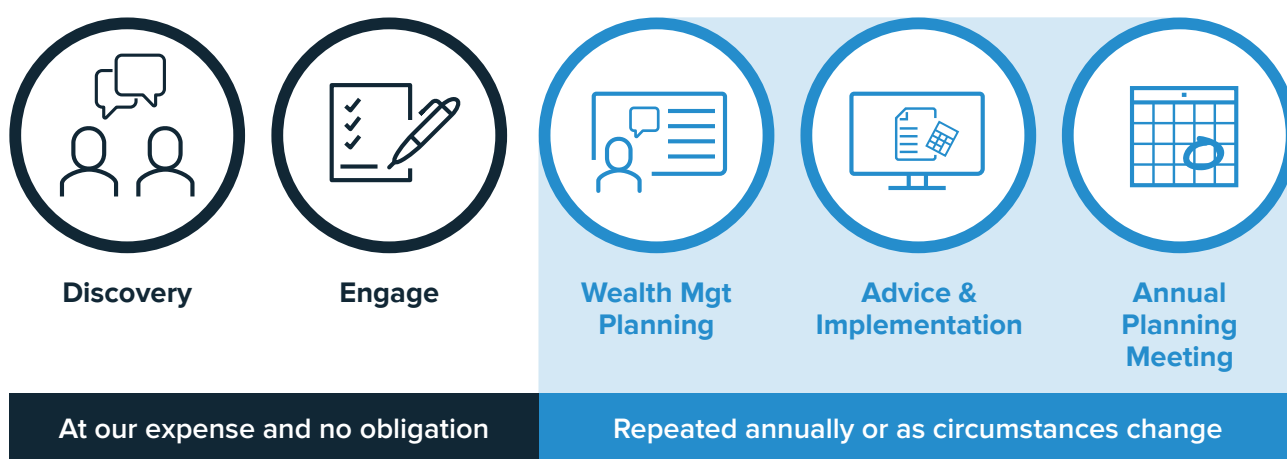 Discovery
Engage
Wealth Mgt
Planning
Advice &
Implementation
Annual
Planning
Meeting
At our expense and no obligation
Repeated annually or as circumstances change